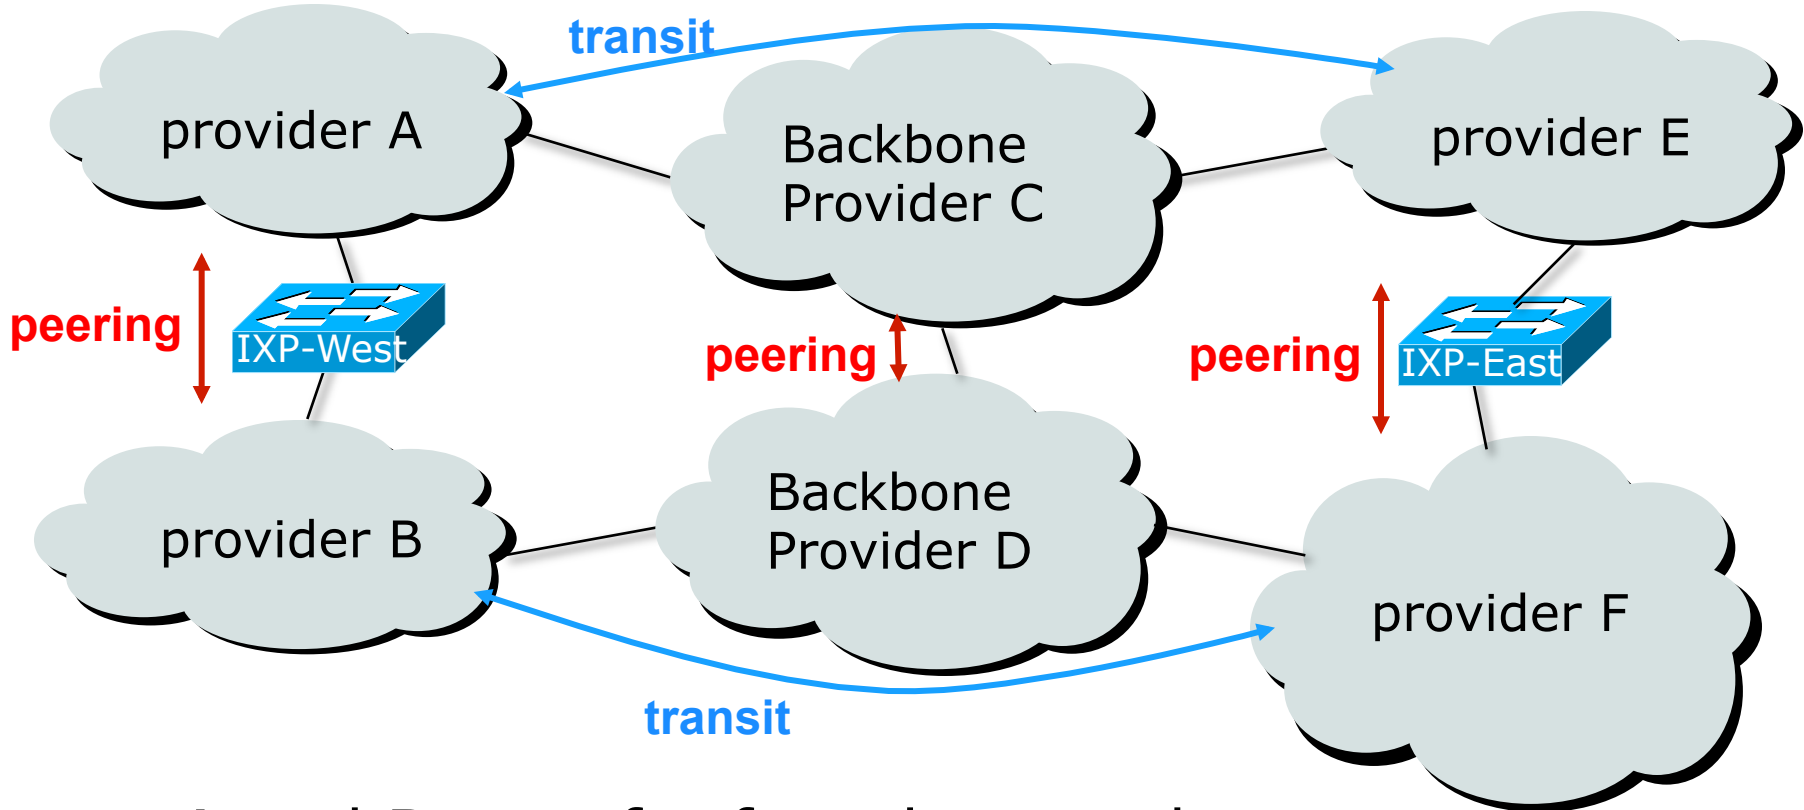 transit
provider A
Backbone
Provider C
provider E
peering
IXP-West
peering
peering
IXP-East
provider B
Backbone
Provider D
provider F
transit